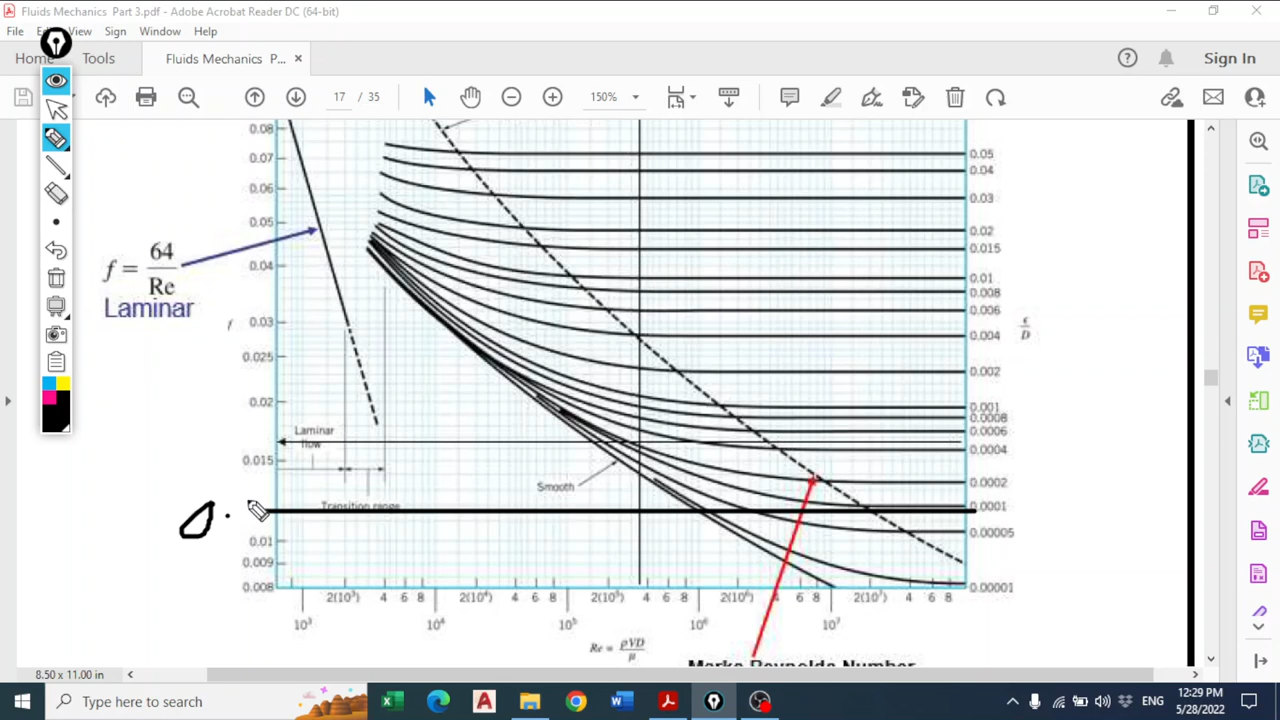 Fluids Mechanics Part 3.pdf - Adobe Acrobat Reader DC (64-bit)
File View Sign Window Help
Home Tools Fluids Mechanics P... × Sign In
17 / 35 150%
0.08
0.07
0.06
0.05
0.04
0.03
0.025
0.02
0.015
0.01
0.009
0.008
f
f = 64
Re
Laminar
0.05
0.04
0.03
0.02
0.015
0.01
0.008
0.006
0.004
0.002
0.001
0.0008
0.0006
0.0004
0.0002
0.0001
0.00005
0.00001
ϵ
D
Laminar
flow
Transition range
Smooth
0.
2(10³) 4 6 8 2(10⁴) 4 6 8 2(10⁵) 4 6 8 2(10⁶) 4 6 8 2(10⁷) 4 6 8
10³ 10⁴ 10⁵ 10⁶ 10⁷
Re = ρVD
μ
Reynolds Number
8.50 x 11.00 in
Type here to search
ENG
12:29 PM
5/28/2022